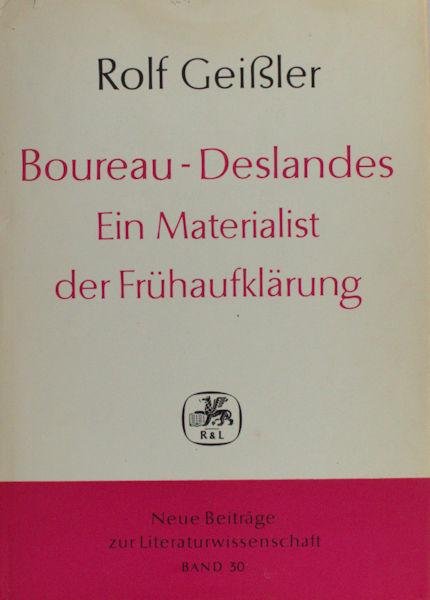 Rolf Geißler
Boureau - Deslandes
Ein Materialist
der Frühaufklärung
R & L
Neue Beiträge
zur Literaturwissenschaft
BAND 30